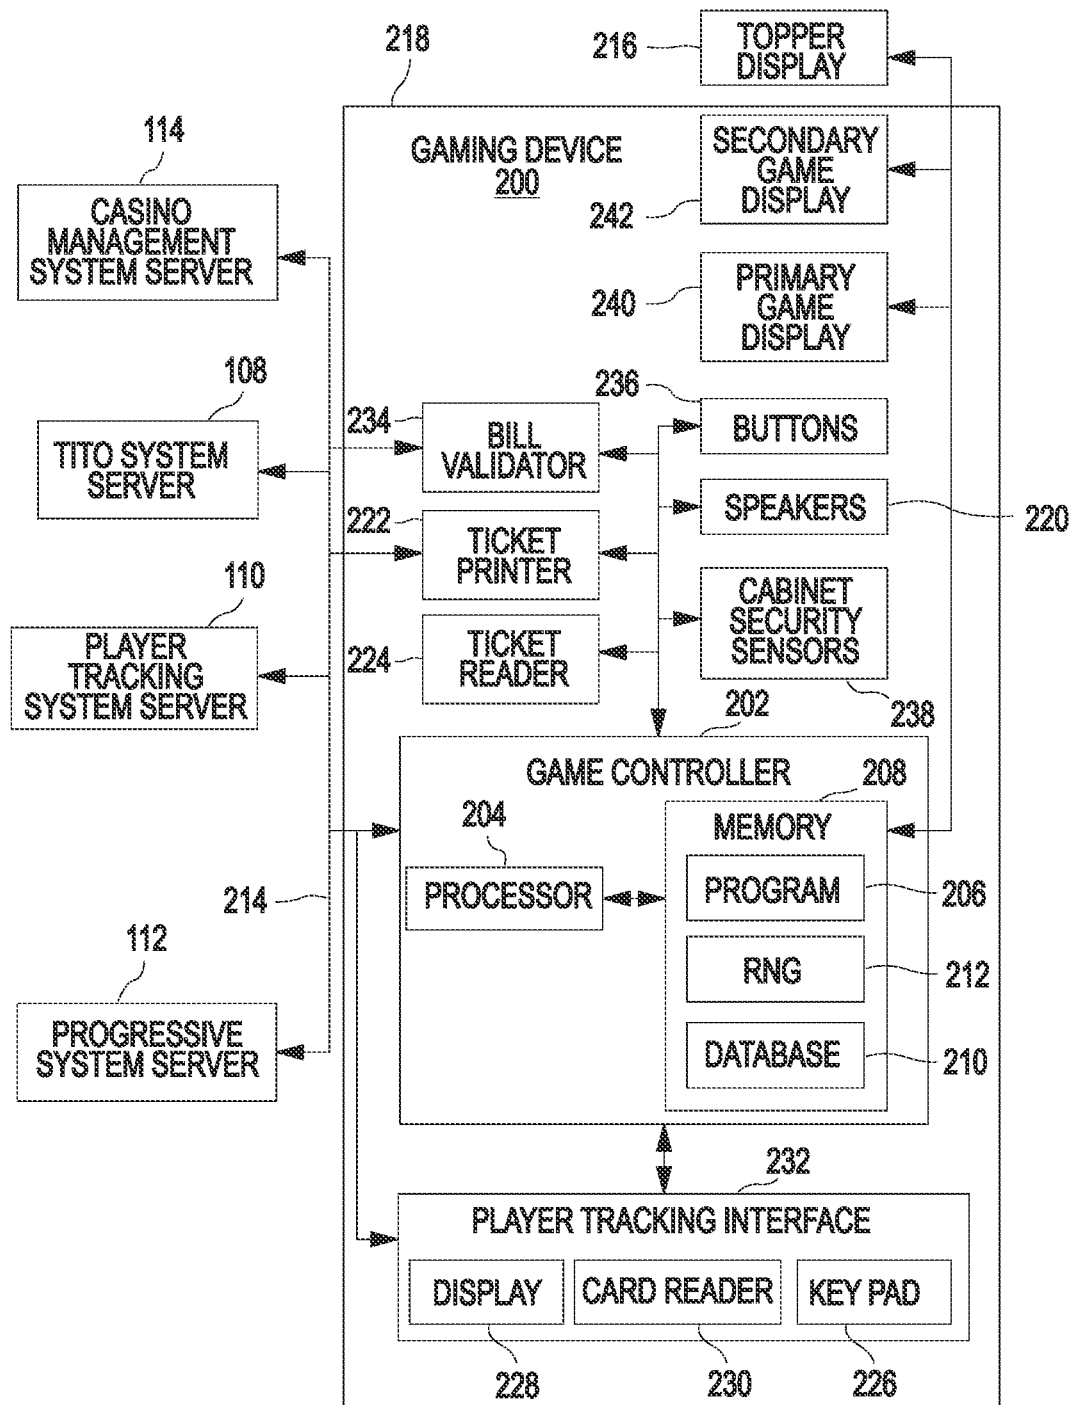 216
TOPPER
DISPLAY
218
GAMING DEVICE
200
SECONDARY
GAME
DISPLAY
242
114
CASINO
MANAGEMENT
SYSTEM SERVER
240
PRIMARY
GAME
DISPLAY
108
TITO SYSTEM
SERVER
234
BILL
VALIDATOR
236
BUTTONS
222
TICKET
PRINTER
SPEAKERS
220
110
PLAYER
TRACKING
SYSTEM SERVER
224
TICKET
READER
CABINET
SECURITY
SENSORS
238
202
GAME CONTROLLER
208
204
PROCESSOR
MEMORY
PROGRAM
206
RNG
212
DATABASE
210
214
112
PROGRESSIVE
SYSTEM SERVER
232
PLAYER TRACKING INTERFACE
DISPLAY
CARD READER
KEY PAD
228
230
226